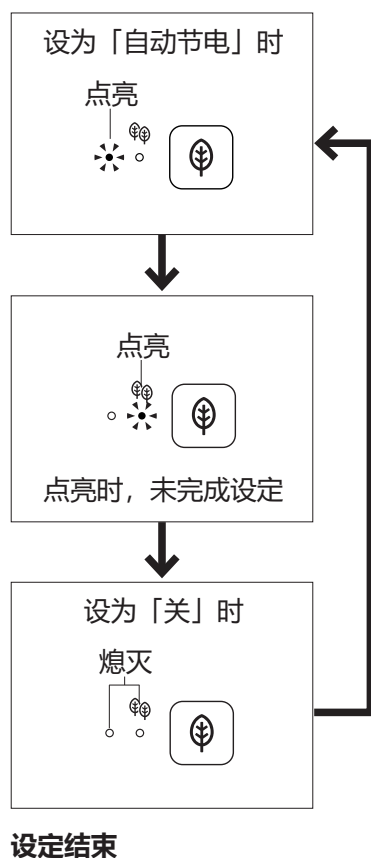 设为「自动节电」时
点亮
点亮
点亮时，未完成设定
设为「关」时
熄灭
设定结束